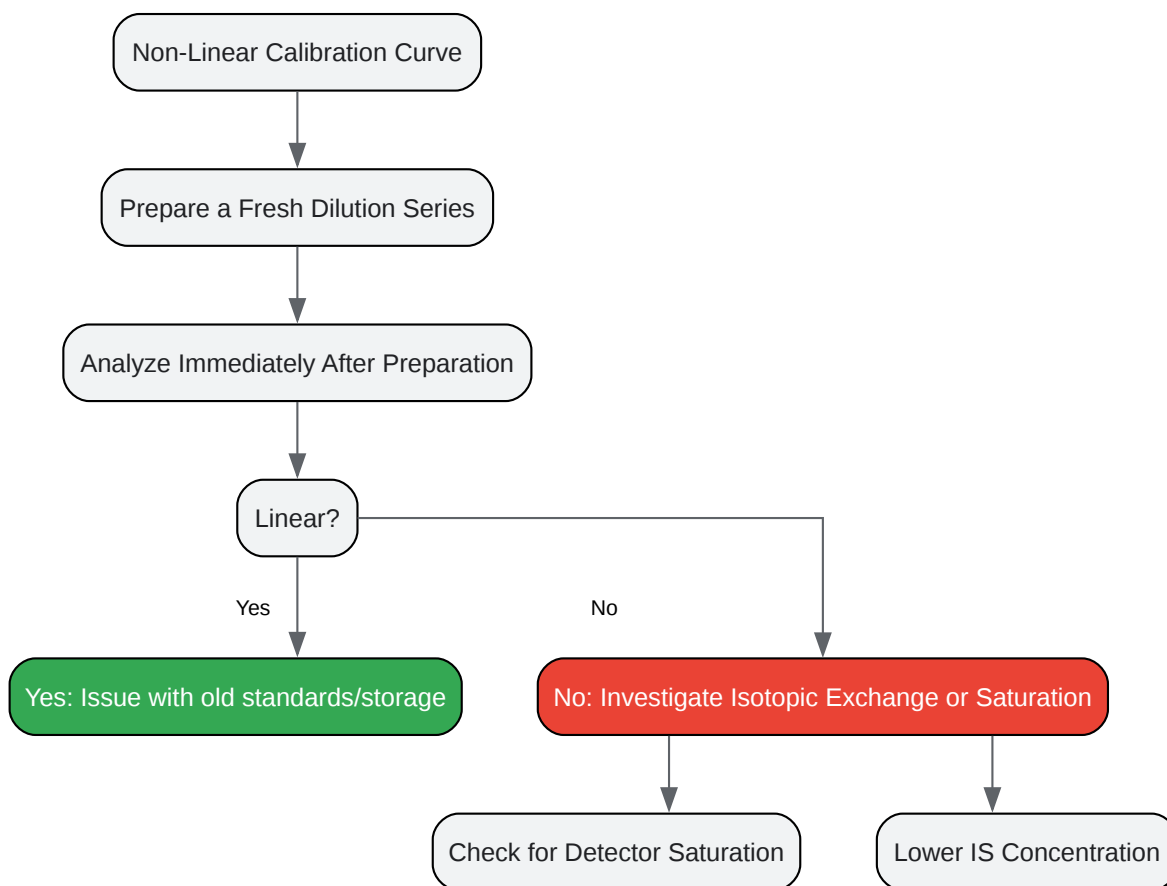 Non-Linear Calibration Curve
Prepare a Fresh Dilution Series
Analyze Immediately After Preparation
Linear?
Yes
No
Yes: Issue with old standards/storage
No: Investigate Isotopic Exchange or Saturation
Check for Detector Saturation
Lower IS Concentration